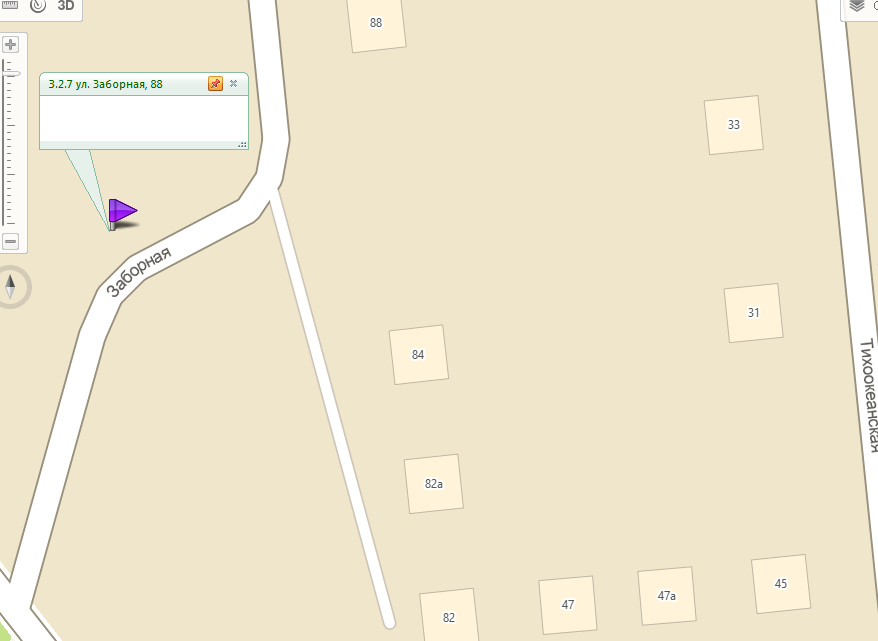 3D
88
3.2.7 ул. Заборная, 88
33
Заборная
31
84
Тихоокеанская
82а
82
47
47а
45